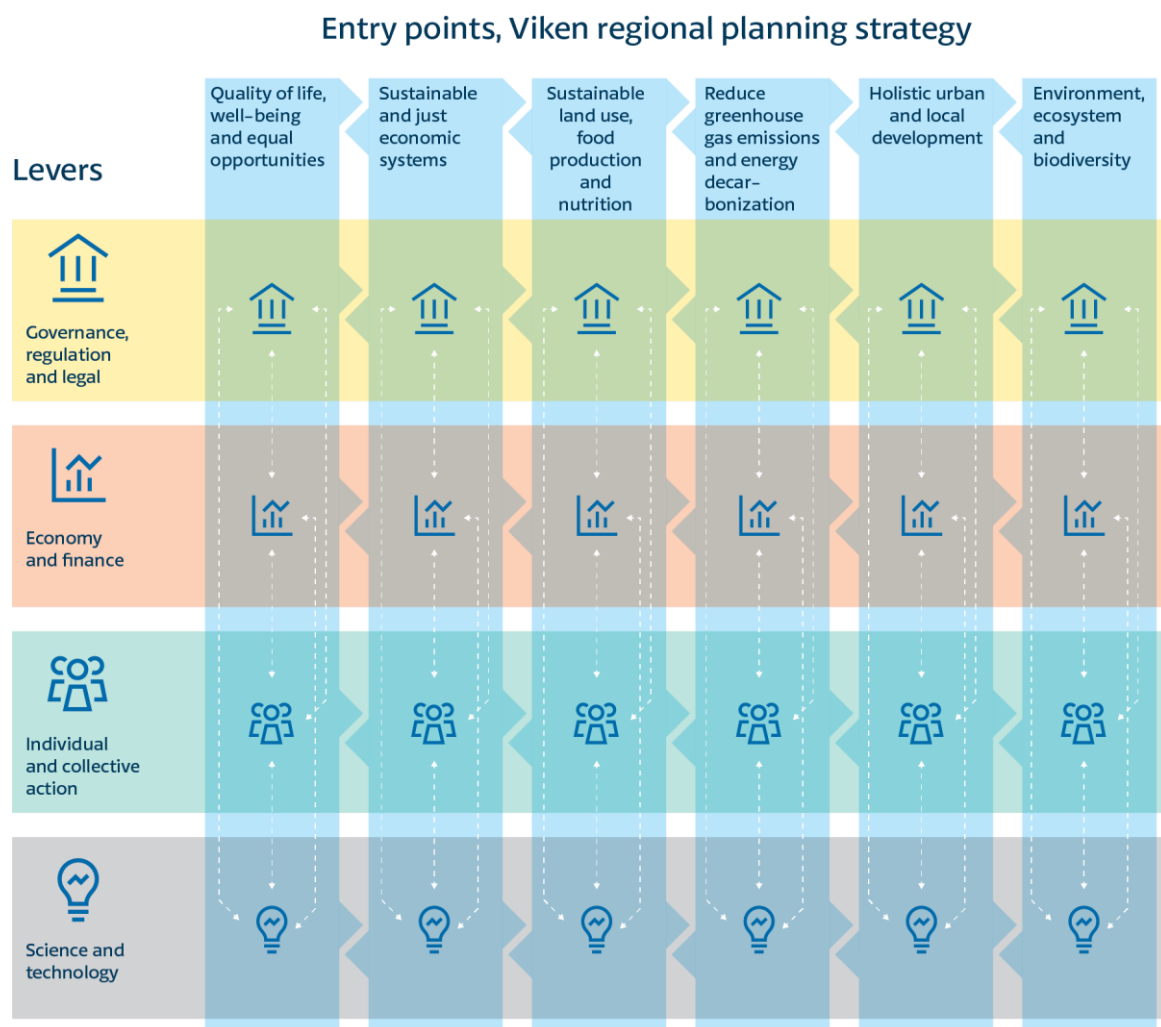 Entry points, Viken regional planning strategy
Quality of life,
well-being
and equal
opportunities
Sustainable
and just
economic
systems
Sustainable
land use,
food
production
and
nutrition
Reduce
greenhouse
gas emissions
and energy
decar-
bonization
Holistic urban
and local
development
Environment,
ecosystem
and
biodiversity
Levers
Governance,
regulation
and legal
Economy
and finance
Individual
and collective
action
Science and
technology